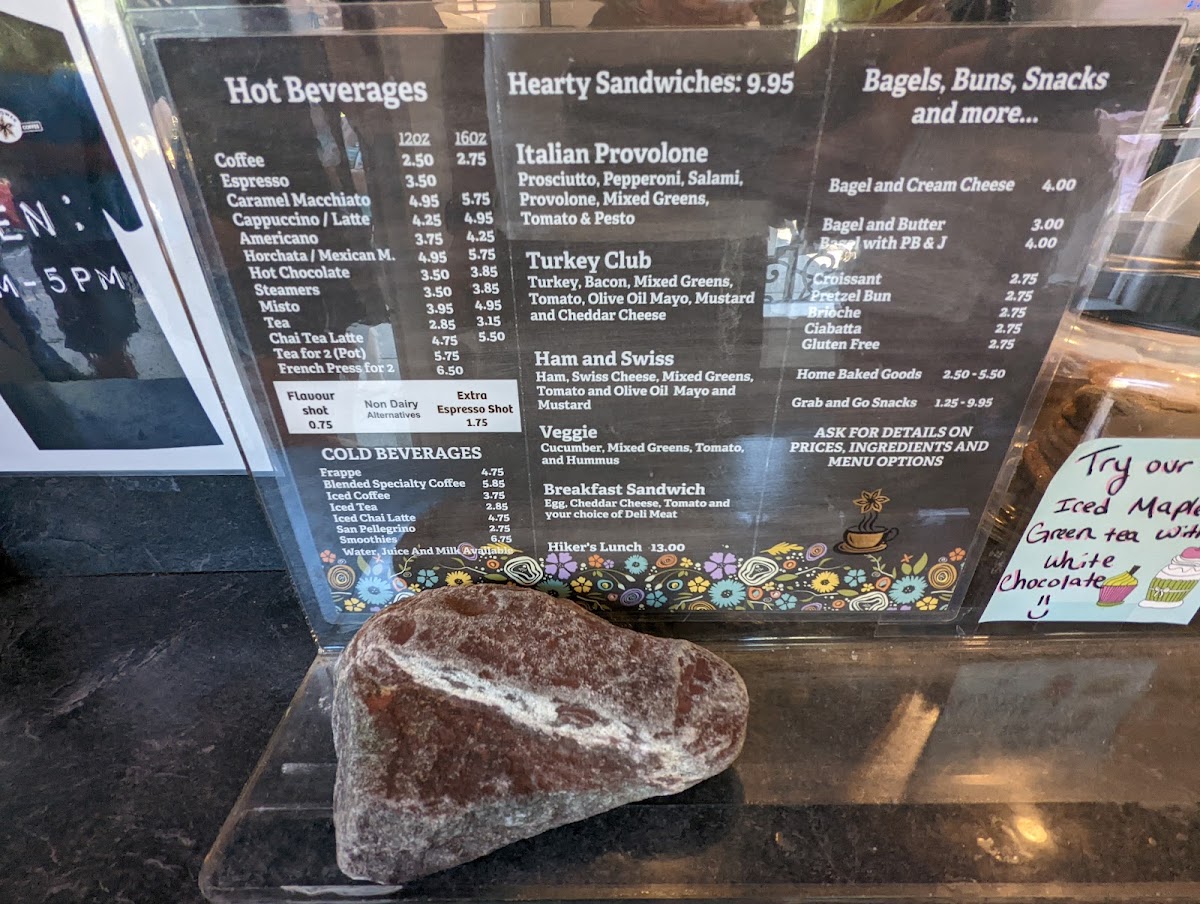 COFFEE
EN:
M - 5 PM
Hot Beverages
12oz 16oz
Coffee 2.50 2.75
Espresso 3.50
Caramel Macchiato 4.95 5.75
Cappuccino / Latte 4.25 4.95
Americano 3.75 4.25
Horchata / Mexican M. 4.95 5.75
Hot Chocolate 3.50 3.85
Steamers 3.50 3.85
Misto 3.95 4.95
Tea 2.85 3.15
Chai Tea Latte 4.75 5.50
Tea for 2 (Pot) 5.75
French Press for 2 6.50
Flavour
shot
0.75
Non Dairy
Alternatives
Extra
Espresso Shot
1.75
COLD BEVERAGES
Frappe 4.75
Blended Specialty Coffee 5.85
Iced Coffee 3.75
Iced Tea 2.85
Iced Chai Latte 4.75
San Pellegrino 2.75
Smoothies 6.75
Water, Juice And Milk Available
Hearty Sandwiches: 9.95
Italian Provolone
Prosciutto, Pepperoni, Salami,
Provolone, Mixed Greens,
Tomato & Pesto
Turkey Club
Turkey, Bacon, Mixed Greens,
Tomato, Olive Oil Mayo, Mustard
and Cheddar Cheese
Ham and Swiss
Ham, Swiss Cheese, Mixed Greens,
Tomato and Olive Oil Mayo and
Mustard
Veggie
Cucumber, Mixed Greens, Tomato,
and Hummus
Breakfast Sandwich
Egg, Cheddar Cheese, Tomato and
your choice of Deli Meat
Hiker's Lunch 13.00
Bagels, Buns, Snacks
and more...
Bagel and Cream Cheese 4.00
Bagel and Butter 3.00
Bagel with PB & J 4.00
Croissant 2.75
Pretzel Bun 2.75
Brioche 2.75
Ciabatta 2.75
Gluten Free 2.75
Home Baked Goods 2.50 - 5.50
Grab and Go Snacks 1.25 - 9.95
ASK FOR DETAILS ON
PRICES, INGREDIENTS AND
MENU OPTIONS
Try our
Iced Maple
Green tea with
White
Chocolate